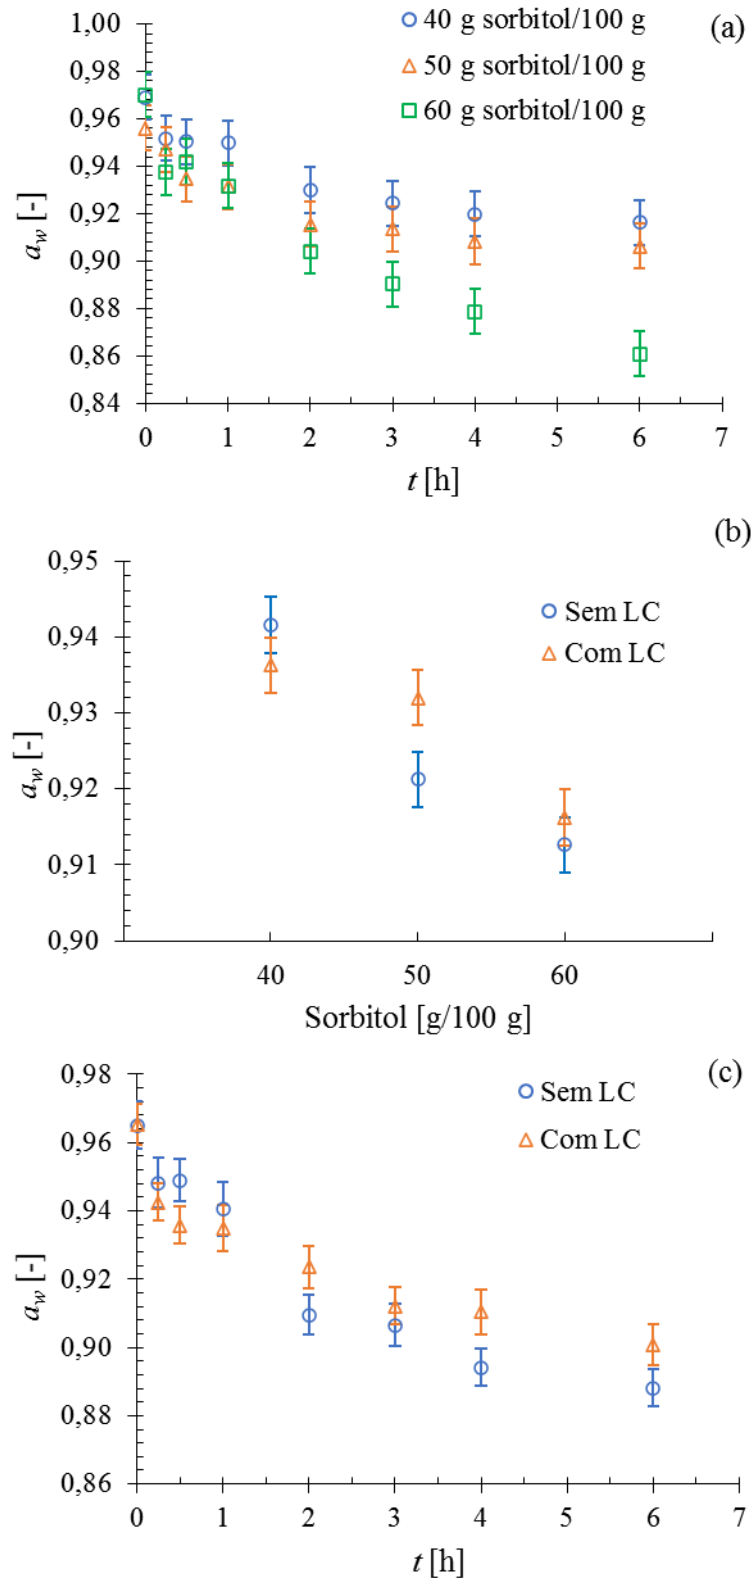 (a)
40 g sorbitol/100 g
50 g sorbitol/100 g
60 g sorbitol/100 g
1,00
0,98
0,96
0,94
0,92
0,90
0,88
0,86
0,84
a_w [-]
0 1 2 3 4 5 6 7
t [h]
(b)
Sem LC
Com LC
0,95
0,94
0,93
0,92
0,91
0,90
a_w [-]
40 50 60
Sorbitol [g/100 g]
(c)
Sem LC
Com LC
0,98
0,96
0,94
0,92
0,90
0,88
0,86
a_w [-]
0 1 2 3 4 5 6 7
t [h]